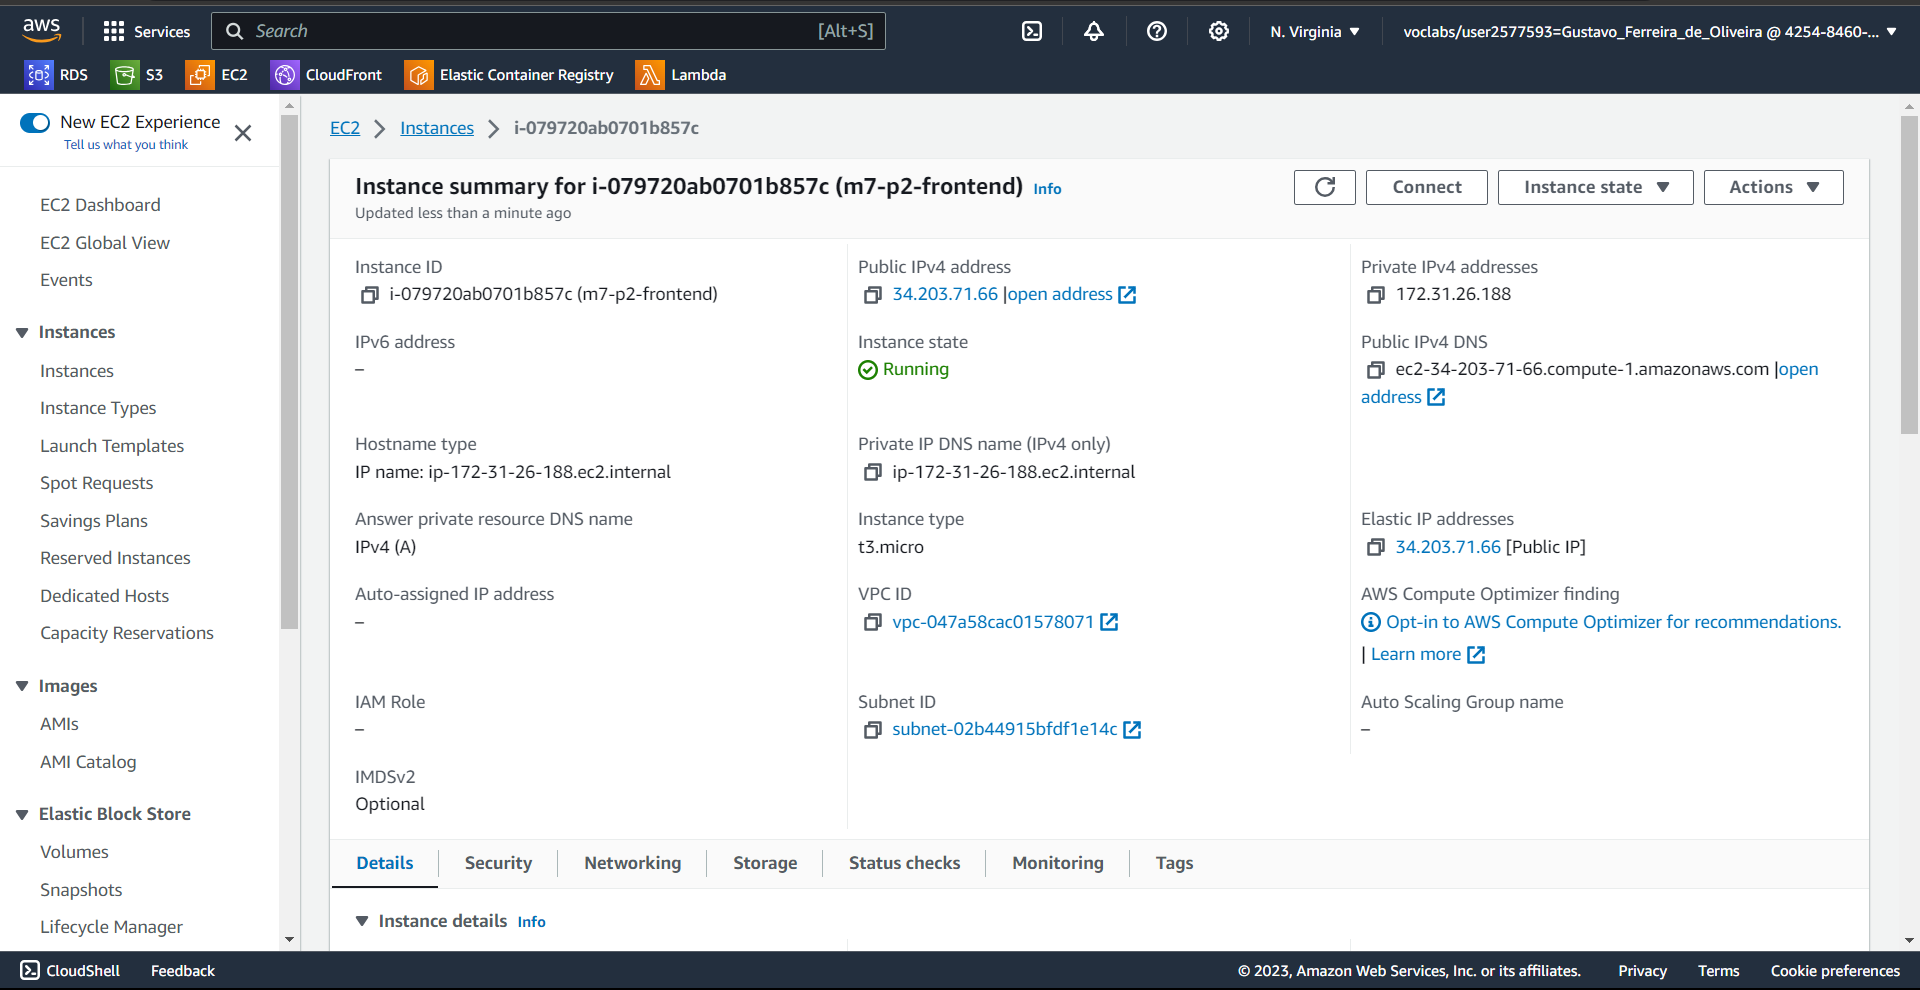 aws
Services
Search
[Alt+S]
N. Virginia
voclabs/user2577593=Gustavo_Ferreira_de_Oliveira @ 4254-8460-...
RDS
S3
EC2
CloudFront
Elastic Container Registry
Lambda
New EC2 Experience
Tell us what you think
EC2 Dashboard
EC2 Global View
Events
Instances
Instances
Instance Types
Launch Templates
Spot Requests
Savings Plans
Reserved Instances
Dedicated Hosts
Capacity Reservations
Images
AMIs
AMI Catalog
Elastic Block Store
Volumes
Snapshots
Lifecycle Manager
EC2
Instances
i-079720ab0701b857c
Instance summary for i-079720ab0701b857c (m7-p2-frontend) Info
Updated less than a minute ago
Connect
Instance state
Actions
Instance ID
i-079720ab0701b857c (m7-p2-frontend)
Public IPv4 address
34.203.71.66 |open address
Private IPv4 addresses
172.31.26.188
IPv6 address
–
Instance state
Running
Public IPv4 DNS
ec2-34-203-71-66.compute-1.amazonaws.com |open
address
Hostname type
IP name: ip-172-31-26-188.ec2.internal
Private IP DNS name (IPv4 only)
ip-172-31-26-188.ec2.internal
Answer private resource DNS name
IPv4 (A)
Instance type
t3.micro
Elastic IP addresses
34.203.71.66 [Public IP]
Auto-assigned IP address
–
VPC ID
vpc-047a58cac01578071
AWS Compute Optimizer finding
Opt-in to AWS Compute Optimizer for recommendations.
| Learn more
IAM Role
–
Subnet ID
subnet-02b44915bfdf1e14c
Auto Scaling Group name
–
IMDSv2
Optional
Details
Security
Networking
Storage
Status checks
Monitoring
Tags
Instance details Info
CloudShell
Feedback
© 2023, Amazon Web Services, Inc. or its affiliates.
Privacy
Terms
Cookie preferences